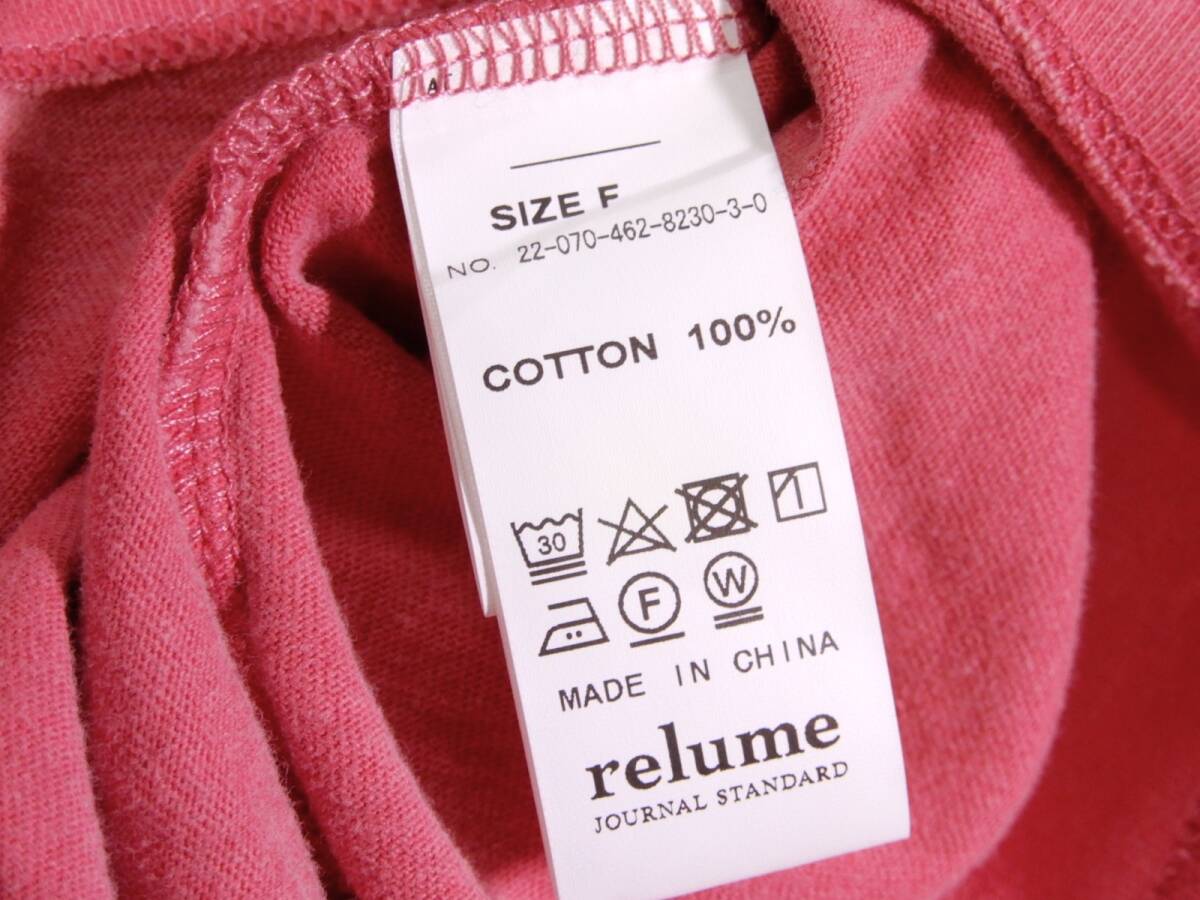 SIZE F
NO. 22-070-462-8230-3-0
COTTON 100%
30
F W
MADE IN CHINA
relume
JOURNAL STANDARD